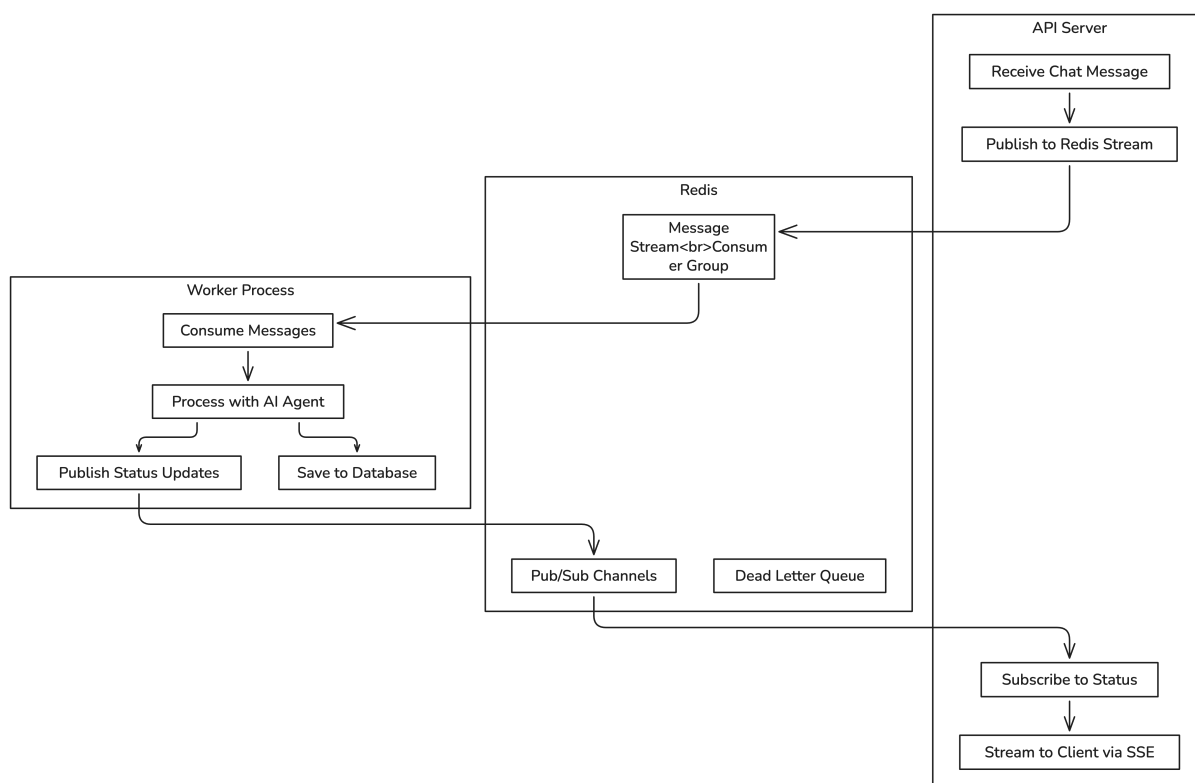 API Server
Receive Chat Message
Publish to Redis Stream
Redis
Message
Stream<br>Consum
er Group
Worker Process
Consume Messages
Process with AI Agent
Publish Status Updates
Save to Database
Pub/Sub Channels
Dead Letter Queue
Subscribe to Status
Stream to Client via SSE